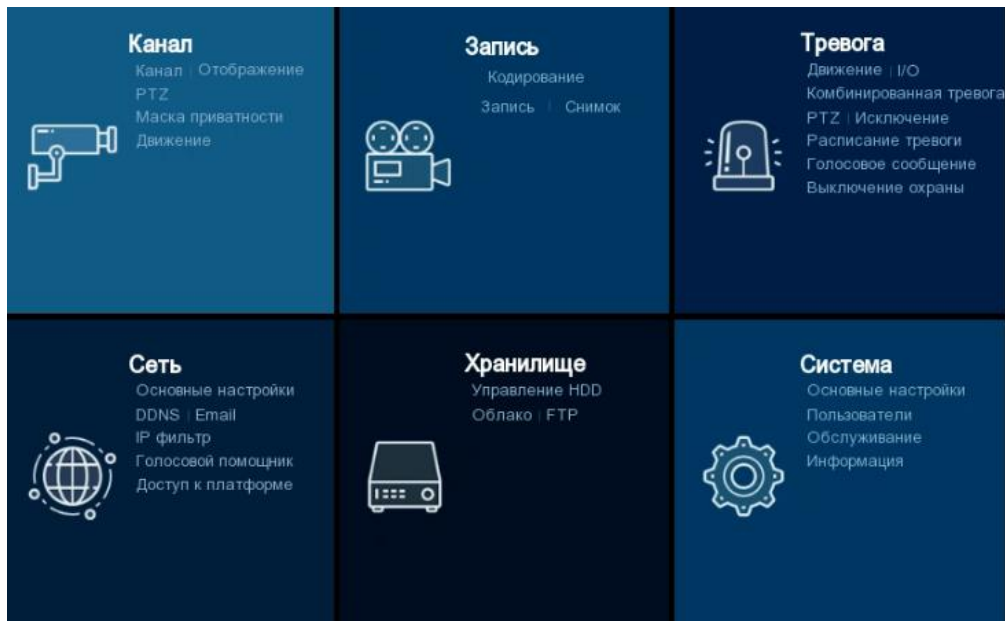 Канал
Канал | Отображение
PTZ
Маска приватности
Движение
Запись
Кодирование
Запись | Снимок
Тревога
Движение | I/O
Комбинированная тревога
PTZ | Исключение
Расписание тревоги
Голосовое сообщение
Выключение охраны
Сеть
Основные настройки
DDNS | Email
IP фильтр
Голосовой помощник
Доступ к платформе
Хранилище
Управление HDD
Облако | FTP
Система
Основные настройки
Пользователи
Обслуживание
Информация